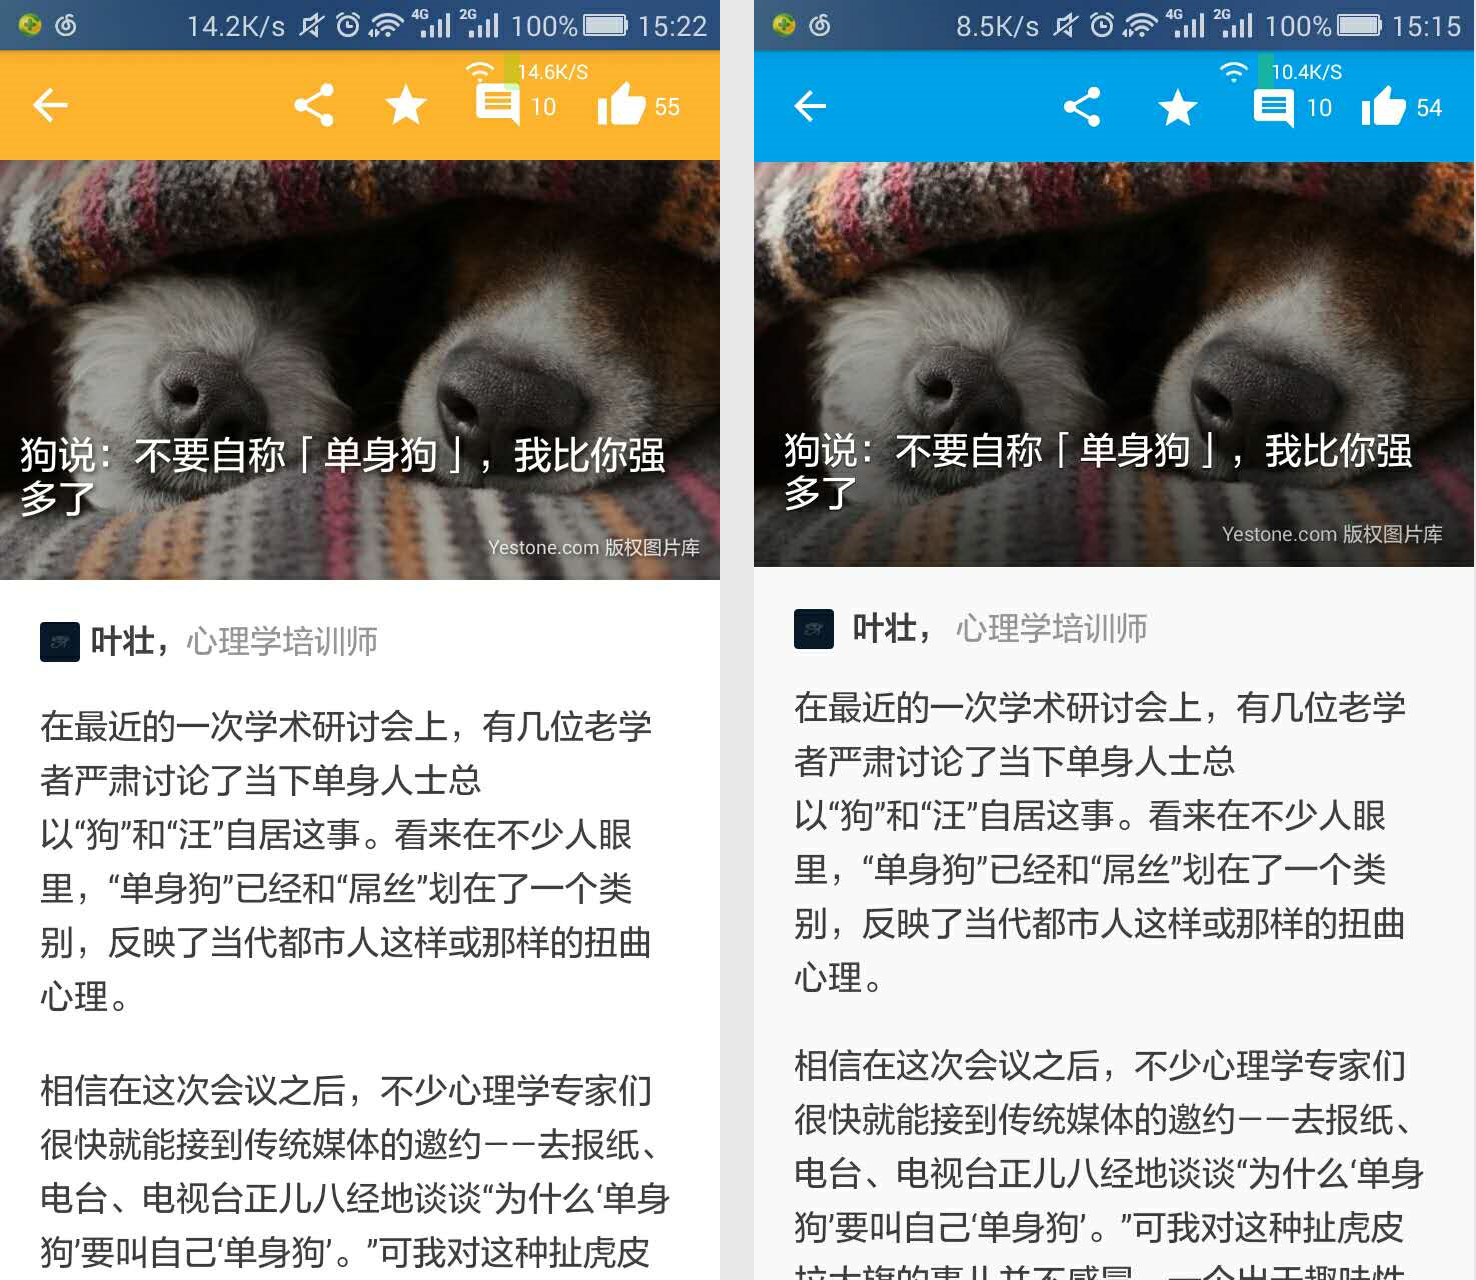 14.2K/s 4G 2G 100% 15:22
14.6K/S
10 55
狗说：不要自称「单身狗」，我比你强
多了
Yestone.com 版权图片库
叶壮，心理学培训师
在最近的一次学术研讨会上，有几位老学
者严肃讨论了当下单身人士总
以“狗”和“汪”自居这事。看来在不少人眼
里，“单身狗”已经和“屌丝”划在了一个类
别，反映了当代都市人这样或那样的扭曲
心理。
相信在这次会议之后，不少心理学专家们
很快就能接到传统媒体的邀约——去报纸、
电台、电视台正儿八经地谈谈“为什么‘单身
狗’要叫自己‘单身狗’。”可我对这种扯虎皮
8.5K/s 4G 2G 100% 15:15
10.4K/S
10 54
狗说：不要自称「单身狗」，我比你强
多了
Yestone.com 版权图片库
叶壮，心理学培训师
在最近的一次学术研讨会上，有几位老学
者严肃讨论了当下单身人士总
以“狗”和“汪”自居这事。看来在不少人眼
里，“单身狗”已经和“屌丝”划在了一个类
别，反映了当代都市人这样或那样的扭曲
心理。
相信在这次会议之后，不少心理学专家们
很快就能接到传统媒体的邀约——去报纸、
电台、电视台正儿八经地谈谈“为什么‘单身
狗’要叫自己‘单身狗’。”可我对这种扯虎皮
拉大旗的事儿并不感冒，一个出于趣味性